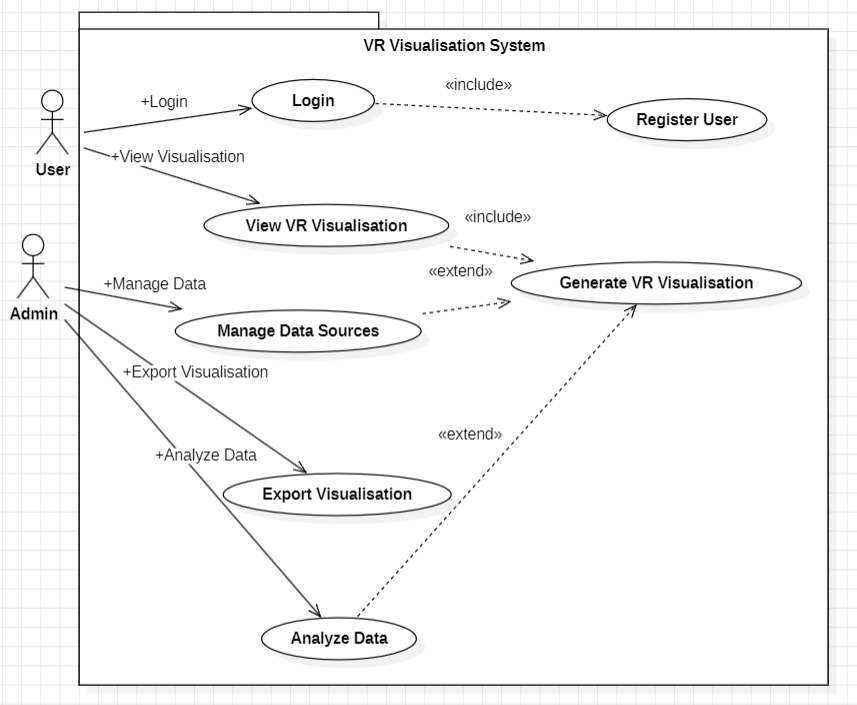 VR Visualisation System
+Login
Login
«include»
Register User
User
+View Visualisation
View VR Visualisation
«include»
Generate VR Visualisation
Admin
+Manage Data
«extend»
Manage Data Sources
+Export Visualisation
«extend»
+Analyze Data
Export Visualisation
Analyze Data